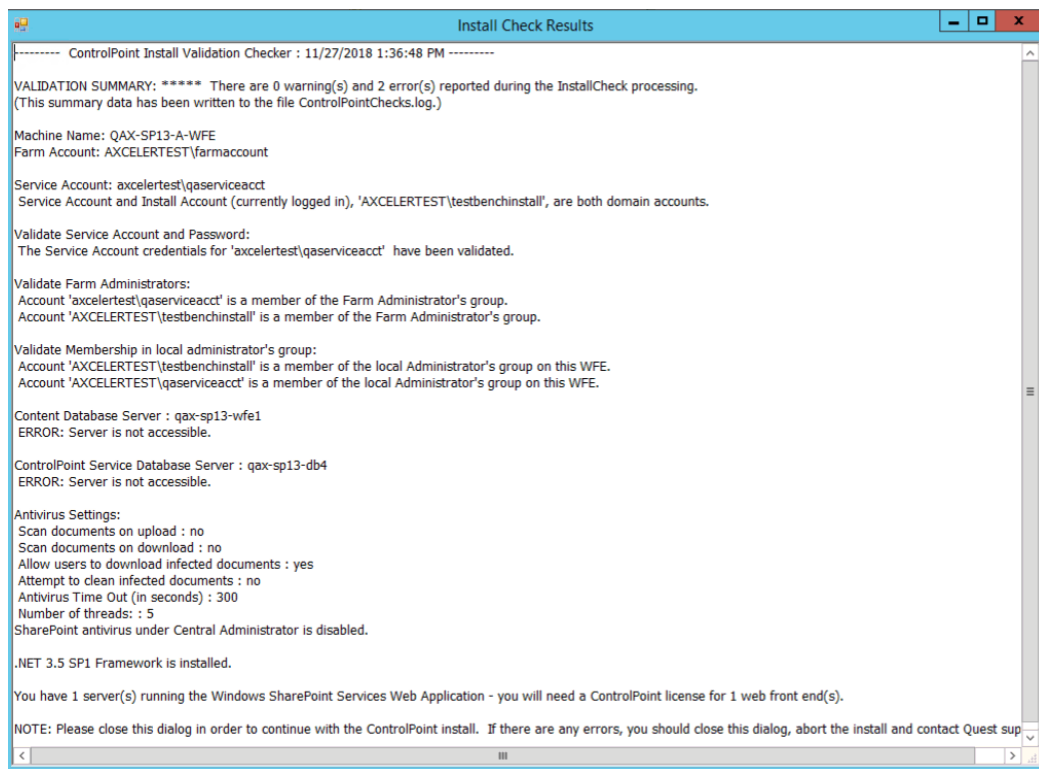 Install Check Results
--------- ControlPoint Install Validation Checker : 11/27/2018 1:36:48 PM ---------
VALIDATION SUMMARY: ***** There are 0 warning(s) and 2 error(s) reported during the InstallCheck processing.
(This summary data has been written to the file ControlPointChecks.log.)
Machine Name: QAX-SP13-A-WFE
Farm Account: AXCELERTEST\farmaccount
Service Account: axcelertest\qaserviceacct
Service Account and Install Account (currently logged in), 'AXCELERTEST\testbenchinstall', are both domain accounts.
Validate Service Account and Password:
The Service Account credentials for 'axcelertest\qaserviceacct' have been validated.
Validate Farm Administrators:
Account 'axcelertest\qaserviceacct' is a member of the Farm Administrator's group.
Account 'AXCELERTEST\testbenchinstall' is a member of the Farm Administrator's group.
Validate Membership in local administrator's group:
Account 'AXCELERTEST\testbenchinstall' is a member of the local Administrator's group on this WFE.
Account 'AXCELERTEST\qaserviceacct' is a member of the local Administrator's group on this WFE.
Content Database Server : qax-sp13-wfe1
ERROR: Server is not accessible.
ControlPoint Service Database Server : qax-sp13-db4
ERROR: Server is not accessible.
Antivirus Settings:
Scan documents on upload : no
Scan documents on download : no
Allow users to download infected documents : yes
Attempt to clean infected documents : no
Antivirus Time Out (in seconds) : 300
Number of threads: : 5
SharePoint antivirus under Central Administrator is disabled.
.NET 3.5 SP1 Framework is installed.
You have 1 server(s) running the Windows SharePoint Services Web Application - you will need a ControlPoint license for 1 web front end(s).
NOTE: Please close this dialog in order to continue with the ControlPoint install. If there are any errors, you should close this dialog, abort the install and contact Quest sup